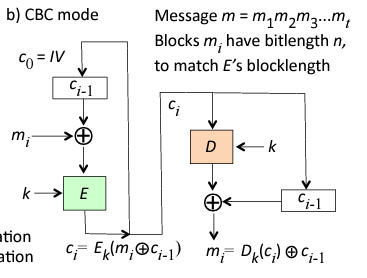 b) CBC mode
Message m = m₁m₂m₃...mₜ
Blocks mᵢ have bitlength n,
to match E's blocklength
c₀ = IV
cᵢ₋₁
cᵢ
mᵢ
⊕
D
k
k
E
⊕
cᵢ₋₁
ation
ation
cᵢ= Eₖ(mᵢ⊕cᵢ₋₁)
mᵢ= Dₖ(cᵢ) ⊕ cᵢ₋₁